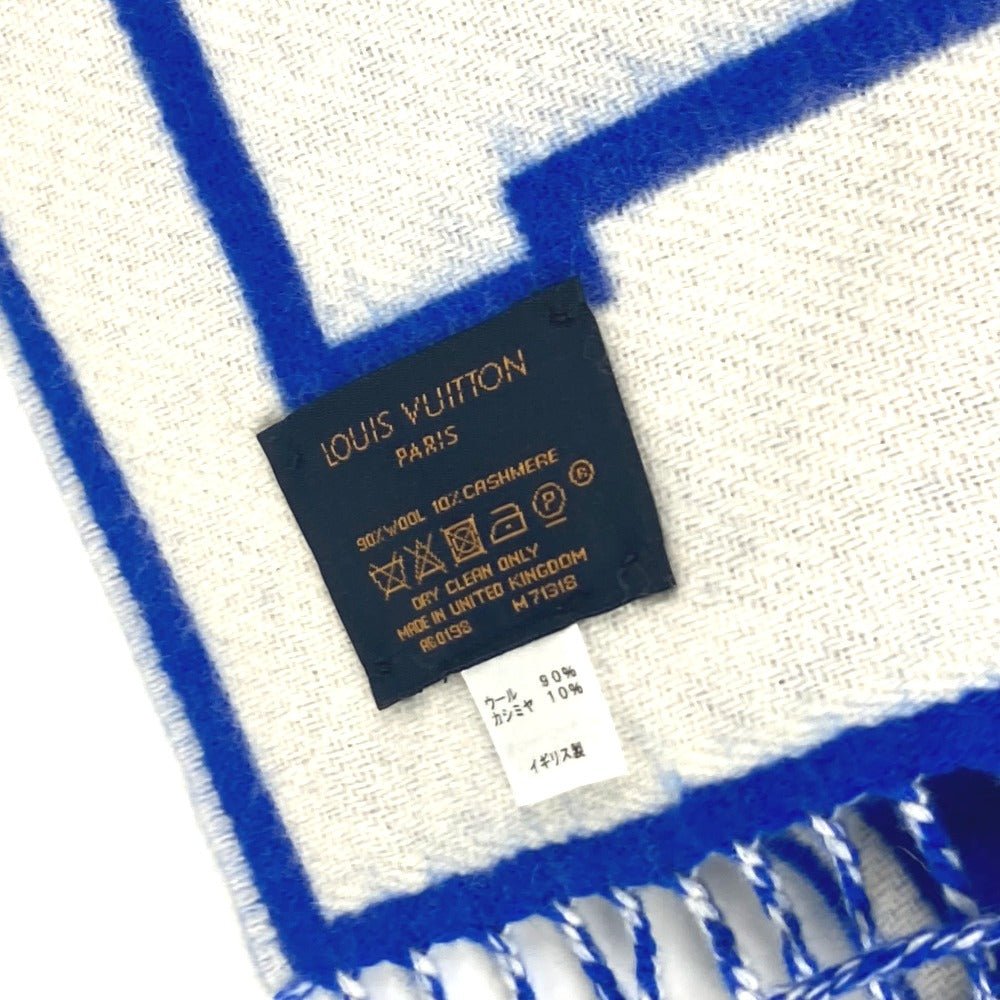 LOUIS VUITTON
PARIS
90%WOOL 10%CASHMERE
P ®
DRY CLEAN ONLY
MADE IN UNITED KINGDOM
AG0198 M71318
ウール 90%
カシミヤ 10%
イギリス製